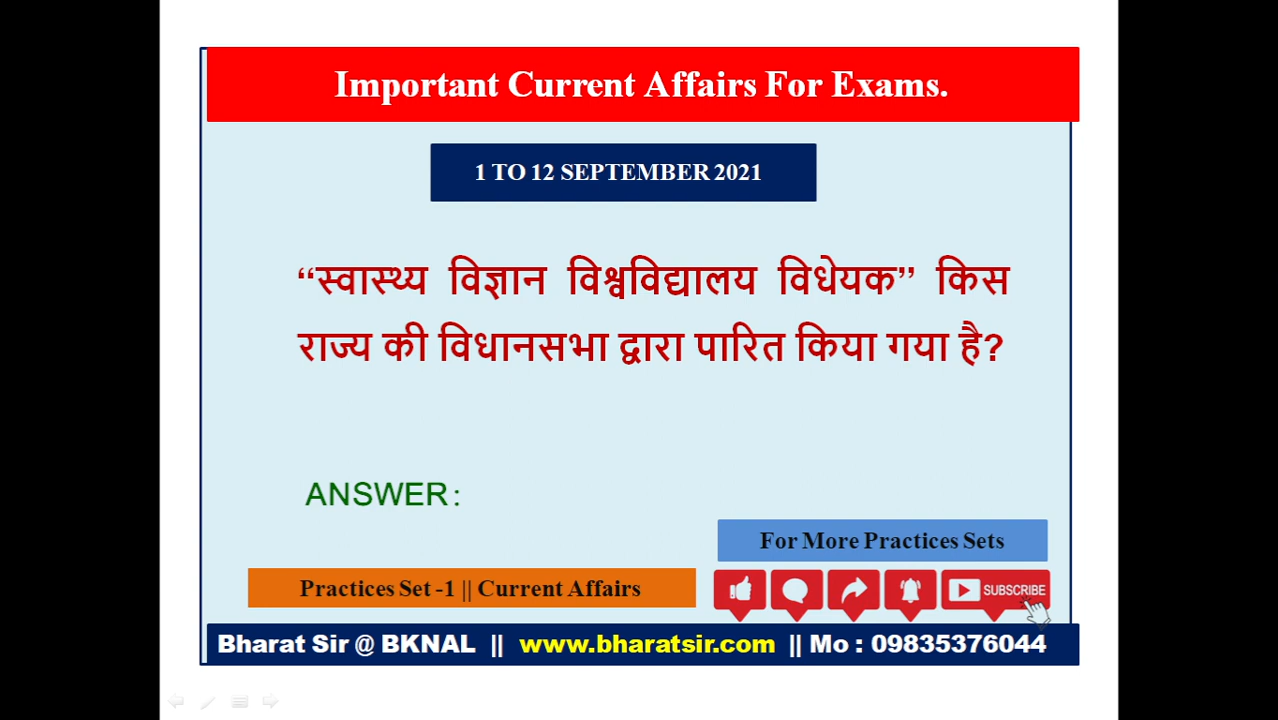 Important Current Affairs For Exams.
1 TO 12 SEPTEMBER 2021
“स्वास्थ्य विज्ञान विश्वविद्यालय विधेयक” किस
राज्य की विधानसभा द्वारा पारित किया गया है?
ANSWER:
For More Practices Sets
Practices Set -1 || Current Affairs
SUBSCRIBE
Bharat Sir @ BKNAL || www.bharatsir.com || Mo : 09835376044